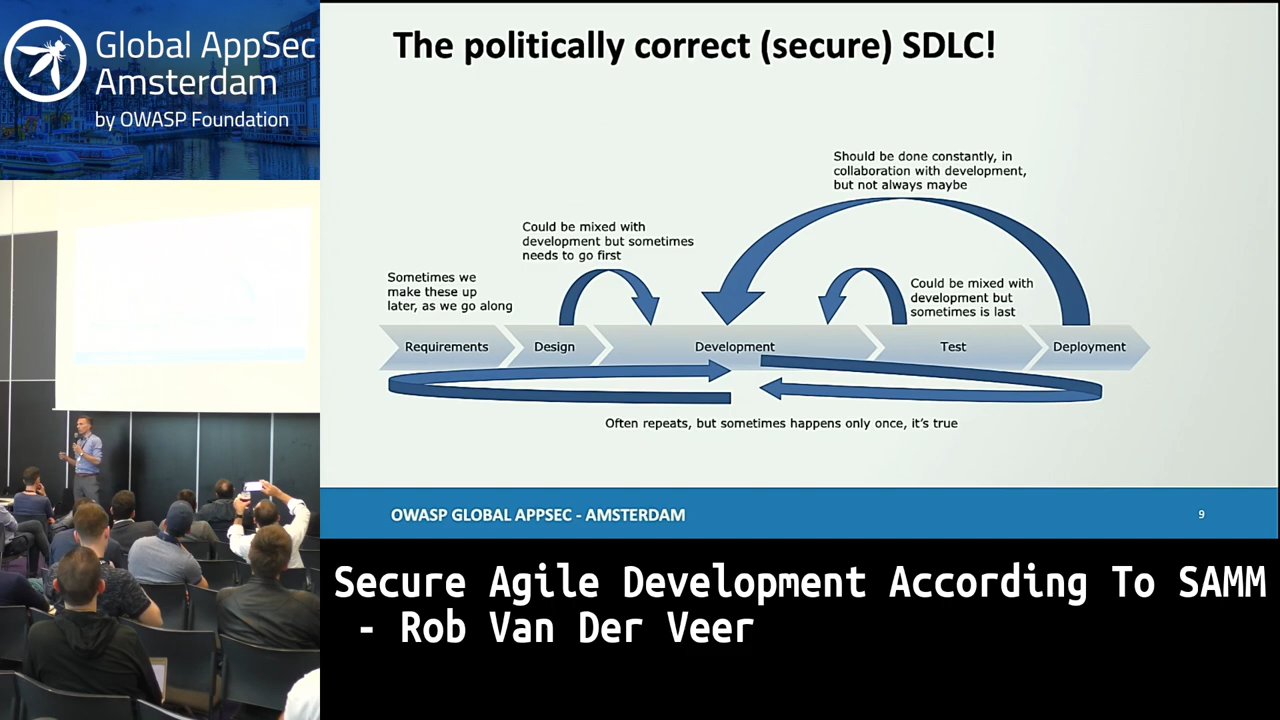 Global AppSec
Amsterdam
by OWASP Foundation
The politically correct (secure) SDLC!
Should be done constantly, in
collaboration with development,
but not always maybe
Could be mixed with
development but sometimes
needs to go first
Sometimes we
make these up
later, as we go along
Could be mixed with
development but
sometimes is last
Requirements
Design
Development
Test
Deployment
Often repeats, but sometimes happens only once, it's true
OWASP GLOBAL APPSEC - AMSTERDAM
9
Secure Agile Development According To SAMM
- Rob Van Der Veer